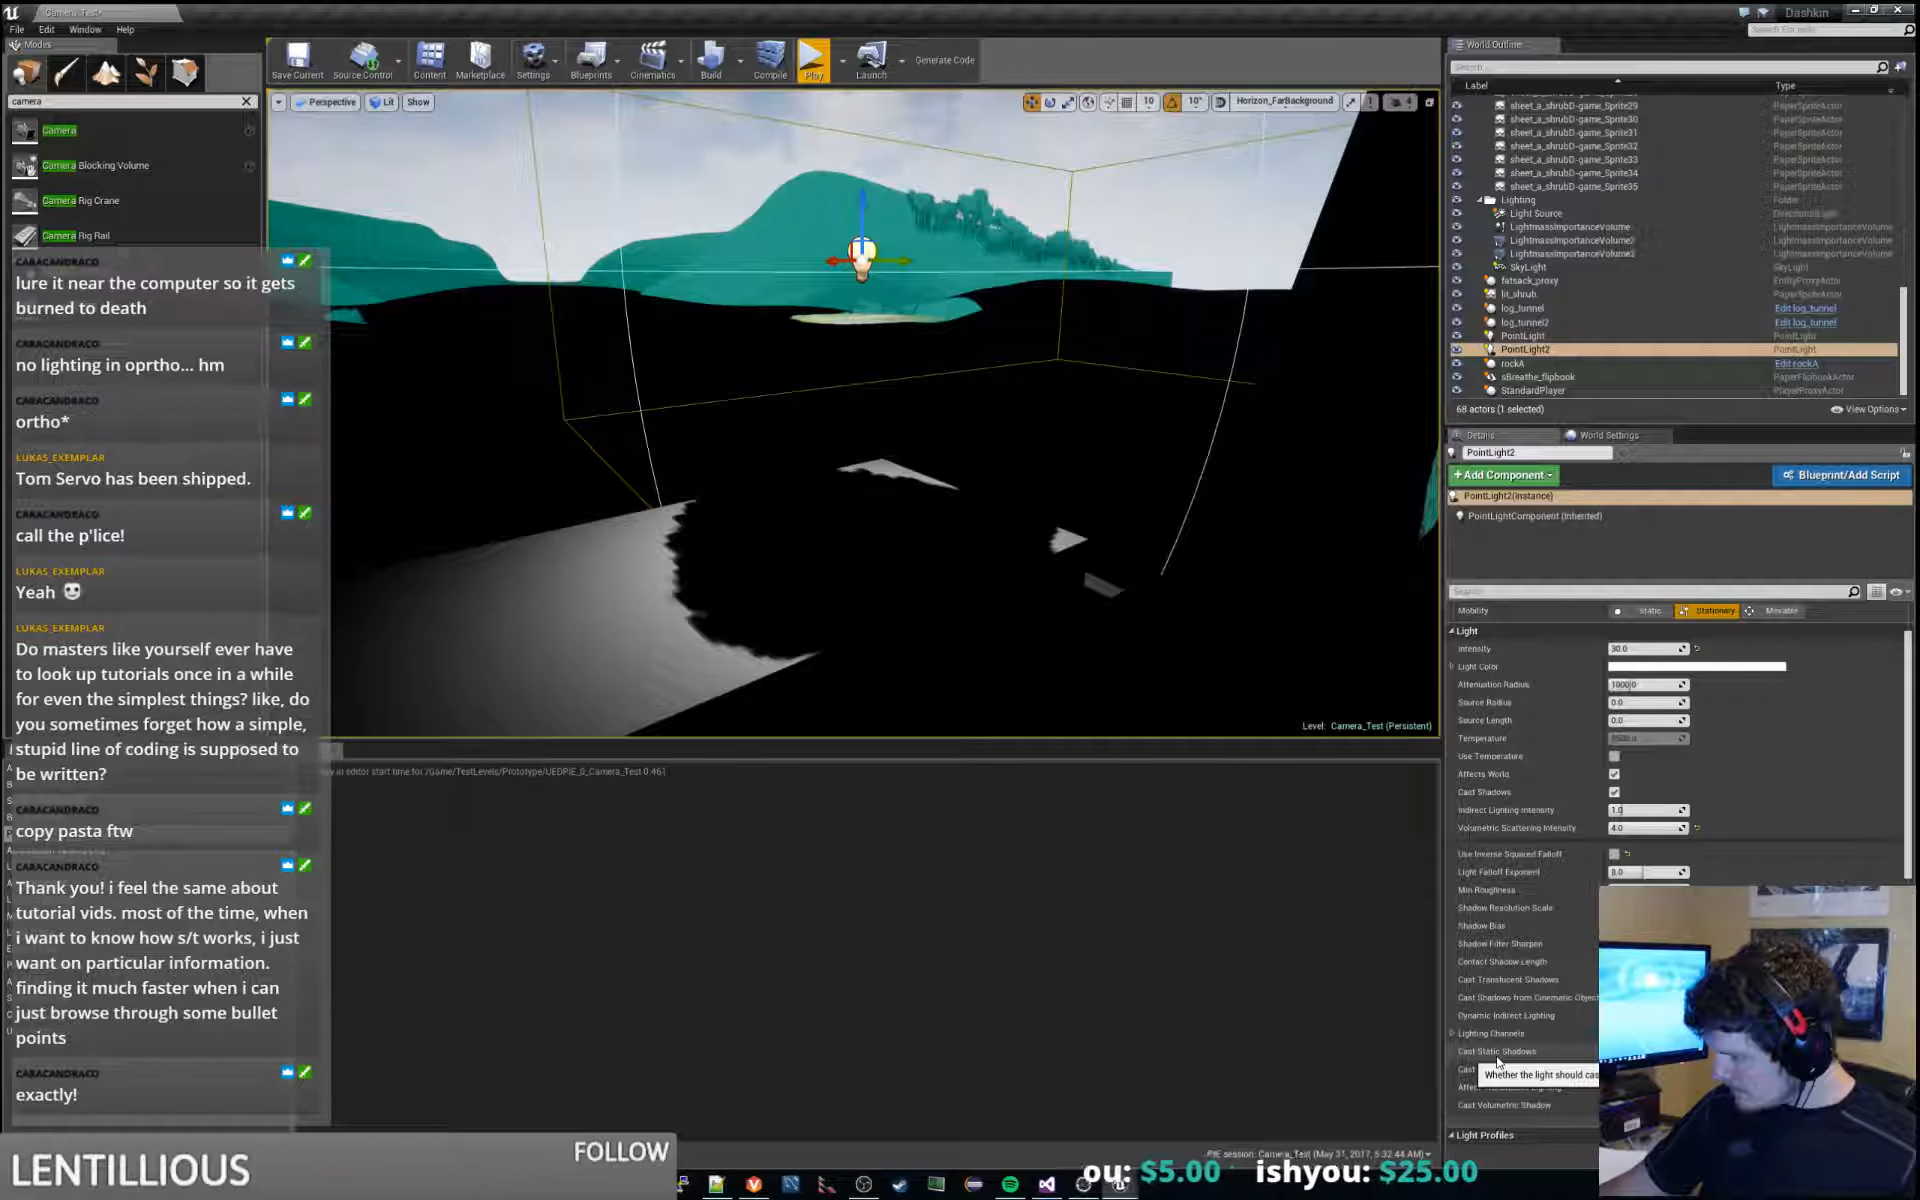 Camera_Test*
Dashkin
File
Edit
Window
Help
Modes
camera
Camera
Camera Blocking Volume
Camera Rig Crane
Camera Rig Rail
Save Current
Source Control
Content
Marketplace
Settings
Blueprints
Cinematics
Build
Compile
Play
Launch
Generate Code
Perspective
Lit
Show
10
10°
Horizon_FarBackground
4
Level: Camera_Test (Persistent)
CARACANDRACO
lure it near the computer so it gets
burned to death
CARACANDRACO
no lighting in oprtho... hm
CARACANDRACO
ortho*
LUKAS_EXEMPLAR
Tom Servo has been shipped.
CARACANDRACO
call the p'lice!
LUKAS_EXEMPLAR
Yeah
LUKAS_EXEMPLAR
Do masters like yourself ever have
to look up tutorials once in a while
for even the simplest things? like, do
you sometimes forget how a simple,
stupid line of coding is supposed to
be written?
CARACANDRACO
copy pasta ftw
CARACANDRACO
Thank you! i feel the same about
tutorial vids. most of the time, when
i want to know how s/t works, i just
want on particular information.
finding it much faster when i can
just browse through some bullet
points
CARACANDRACO
exactly!
in editor start time for /Game/TestLevels/Prototype/UEDPIE_0_Camera_Test 0.461
World Outliner
Search...
Label
Type
sheet_a_shrubD-game_Sprite29 PaperSpriteActor
sheet_a_shrubD-game_Sprite30 PaperSpriteActor
sheet_a_shrubD-game_Sprite31 PaperSpriteActor
sheet_a_shrubD-game_Sprite32 PaperSpriteActor
sheet_a_shrubD-game_Sprite33 PaperSpriteActor
sheet_a_shrubD-game_Sprite34 PaperSpriteActor
sheet_a_shrubD-game_Sprite35 PaperSpriteActor
Lighting Folder
Light Source DirectionalLight
LightmassImportanceVolume LightmassImportanceVolume
LightmassImportanceVolume2 LightmassImportanceVolume
LightmassImportanceVolume3 LightmassImportanceVolume
SkyLight SkyLight
fatsack_proxy EntityProxyActor
lit_shrub PaperSpriteActor
log_tunnel Edit log_tunnel
log_tunnel2 Edit log_tunnel
PointLight PointLight
PointLight2 PointLight
rockA Edit rockA
sBreathe_flipbook PaperFlipbookActor
StandardPlayer PlayerProxyActor
68 actors (1 selected)
View Options
Details
World Settings
PointLight2
+Add Component
Blueprint/Add Script
PointLight2(Instance)
PointLightComponent (Inherited)
Search
Mobility Static Stationary Movable
Light
Intensity 30.0
Light Color
Attenuation Radius 1000.0
Source Radius 0.0
Source Length 0.0
Temperature
Use Temperature
Affects World
Cast Shadows
Indirect Lighting Intensity 1.0
Volumetric Scattering Intensity 4.0
Use Inverse Squared Falloff
Light Falloff Exponent 8.0
Min Roughness
Shadow Resolution Scale
Shadow Bias
Shadow Filter Sharpen
Contact Shadow Length
Cast Translucent Shadows
Cast Shadows from Cinematic Object
Dynamic Indirect Lighting
Lighting Channels
Cast Static Shadows
Cast
Whether the light should cas
Cast Volumetric Shadow
Light Profiles
LENTILLIOUS
FOLLOW
PIE session: Camera_Test (May 31, 2017, 5:32:44 AM)
ou: $5.00
ishyou: $25.00